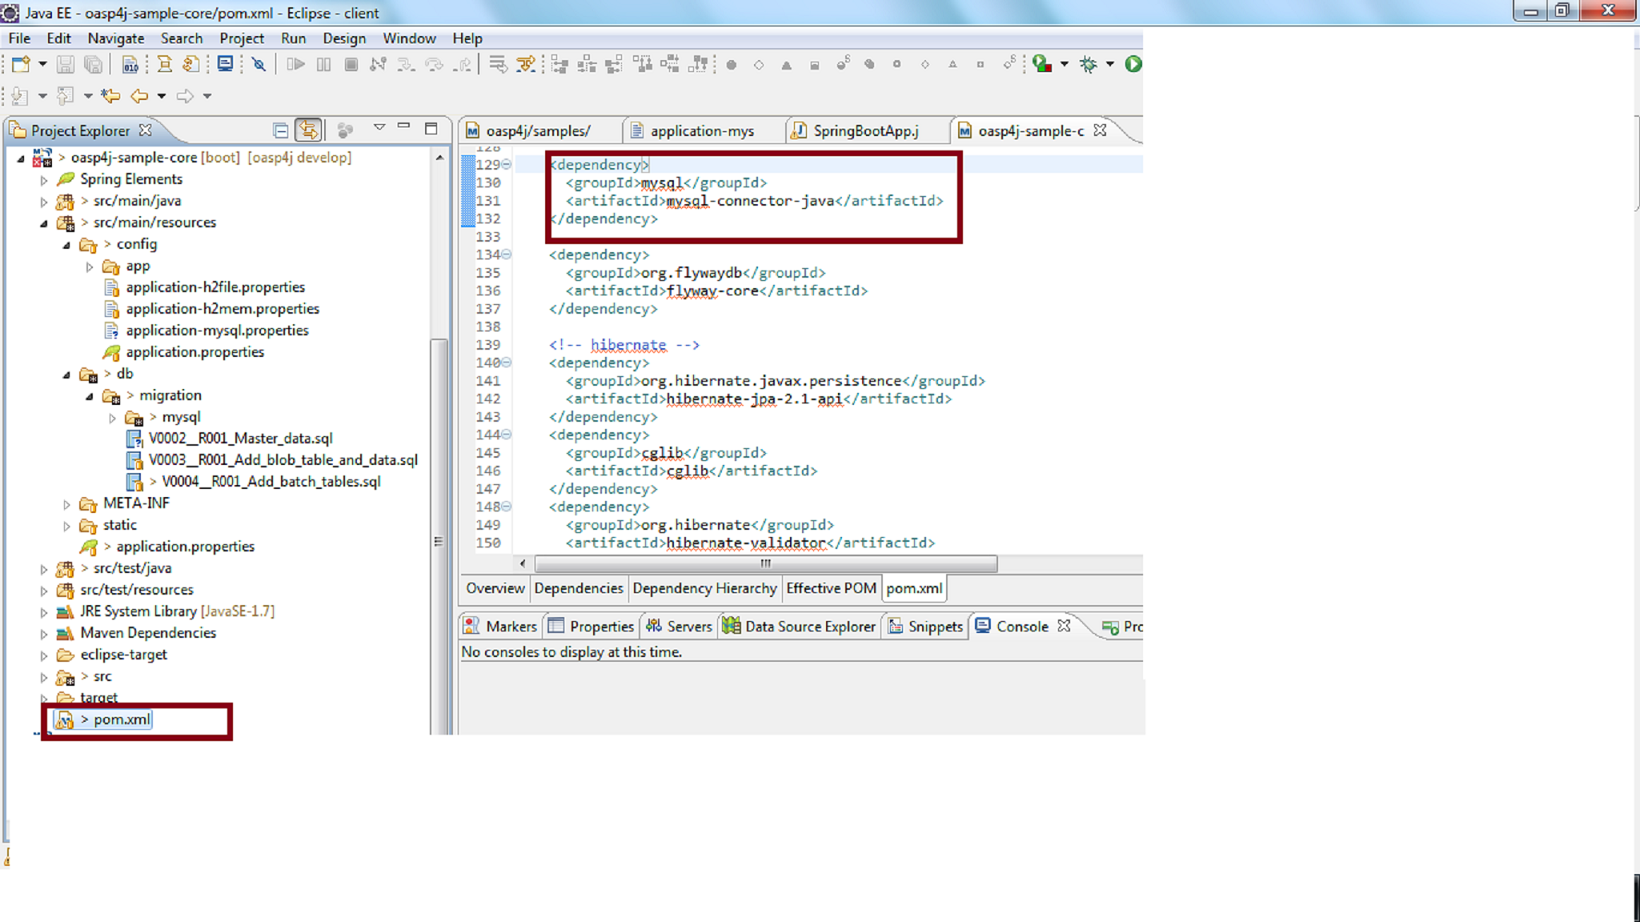 Java EE - oasp4j-sample-core/pom.xml - Eclipse - client
File Edit Navigate Search Project Run Design Window Help
Project Explorer
> oasp4j-sample-core [boot] [oasp4j develop]
Spring Elements
> src/main/java
> src/main/resources
> config
app
application-h2file.properties
application-h2mem.properties
application-mysql.properties
application.properties
> db
> migration
> mysql
V0002__R001_Master_data.sql
V0003__R001_Add_blob_table_and_data.sql
> V0004__R001_Add_batch_tables.sql
META-INF
static
> application.properties
> src/test/java
src/test/resources
JRE System Library [JavaSE-1.7]
Maven Dependencies
eclipse-target
> src
target
> pom.xml
oasp4j/samples/ application-mys SpringBootApp.j oasp4j-sample-c
128
129 <dependency>
130 <groupId>mysql</groupId>
131 <artifactId>mysql-connector-java</artifactId>
132 </dependency>
133
134 <dependency>
135 <groupId>org.flywaydb</groupId>
136 <artifactId>flyway-core</artifactId>
137 </dependency>
138
139 <!-- hibernate -->
140 <dependency>
141 <groupId>org.hibernate.javax.persistence</groupId>
142 <artifactId>hibernate-jpa-2.1-api</artifactId>
143 </dependency>
144 <dependency>
145 <groupId>cglib</groupId>
146 <artifactId>cglib</artifactId>
147 </dependency>
148 <dependency>
149 <groupId>org.hibernate</groupId>
150 <artifactId>hibernate-validator</artifactId>
Overview Dependencies Dependency Hierarchy Effective POM pom.xml
Markers Properties Servers Data Source Explorer Snippets Console Pro
No consoles to display at this time.